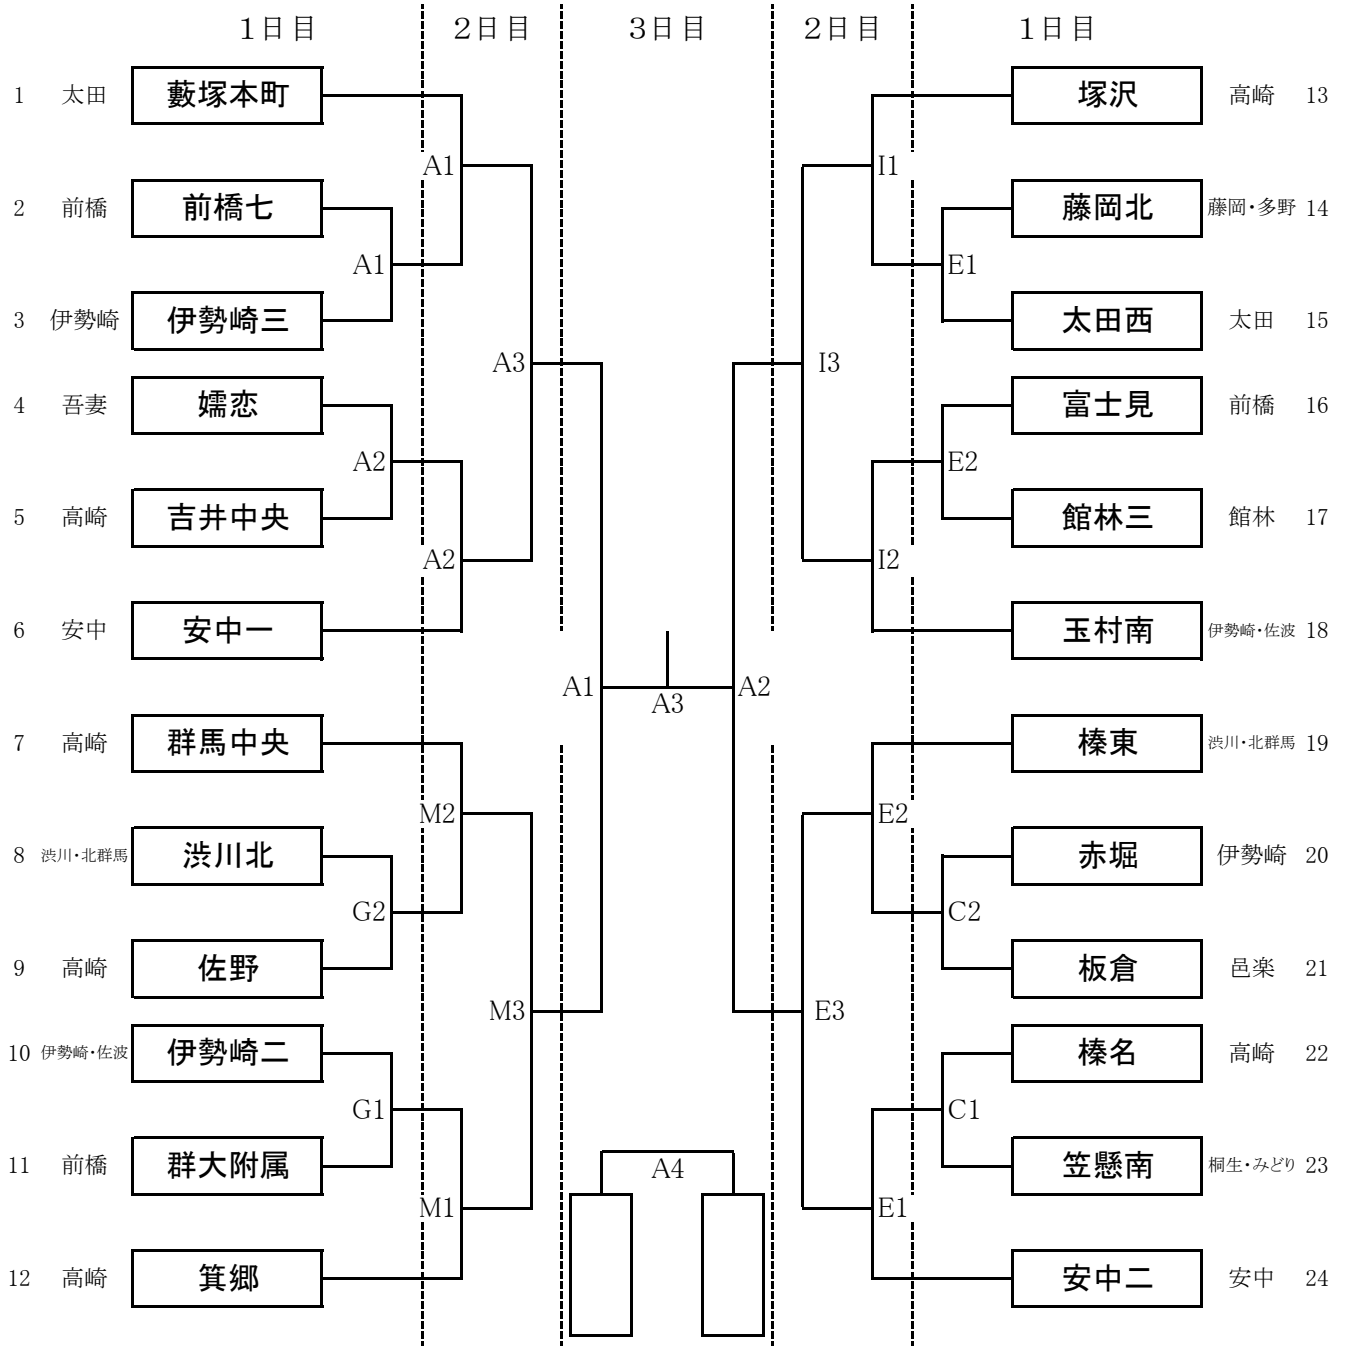 1日目 2日目 3日目 2日目 1日目
1 太田 藪塚本町 塚沢 高崎 13
A1 I1
2 前橋 前橋七 藤岡北 藤岡・多野 14
A1 E1
3 伊勢崎 伊勢崎三 太田西 太田 15
A3 I3
4 吾妻 嬬恋 富士見 前橋 16
A2 E2
5 高崎 吉井中央 館林三 館林 17
A2 I2
6 安中 安中一 玉村南 伊勢崎・佐波 18
A1 A3 A2
7 高崎 群馬中央 榛東 渋川・北群馬 19
M2 E2
8 渋川・北群馬 渋川北 赤堀 伊勢崎 20
G2 C2
9 高崎 佐野 板倉 邑楽 21
M3 E3
10 伊勢崎・佐波 伊勢崎二 榛名 高崎 22
G1 C1
11 前橋 群大附属 A4 笠懸南 桐生・みどり 23
M1 E1
12 高崎 箕郷 安中二 安中 24